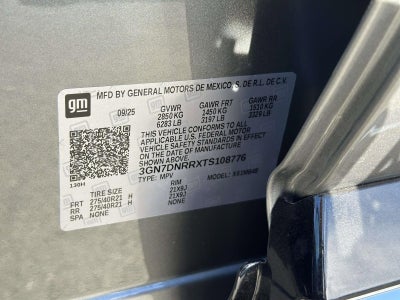 gm
MFD BY GENERAL MOTORS DE MEXICO, S. DE R.L. DE C.V.
09/25 GVWR GAWR FRT GAWR RR
2850 KG 1450 KG 1510 KG
6283 LB 3197 LB 3329 LB
THIS VEHICLE CONFORMS TO ALL
APPLICABLE U.S. FEDERAL MOTOR
VEHICLE SAFETY STANDARDS IN EFFECT
ON THE DATE OF MANUFACTURE
SHOWN ABOVE.
3GN7DNRRXTS108776
TYPE: MPV MODEL:
TIRE SIZE RIM
FRT 275/40R21 H 21X9J
RR 275/40R21 H 21X9J
SPA NONE NONE